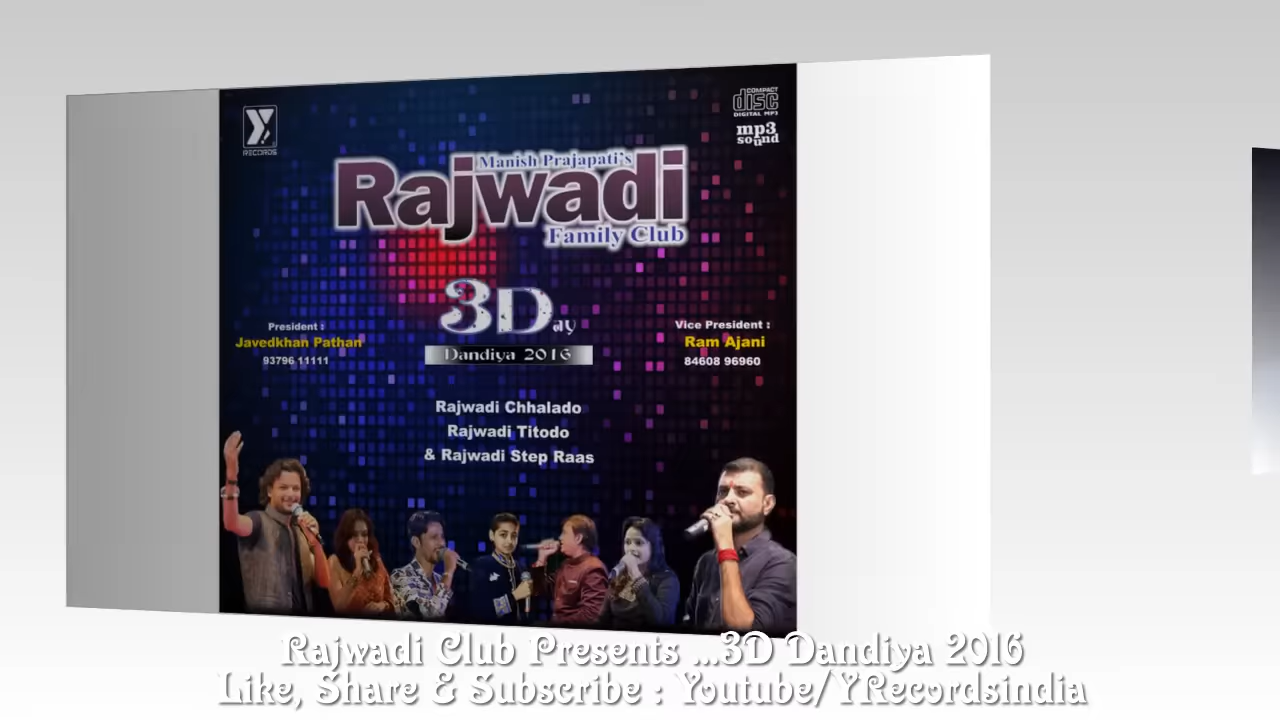 Y!
RECORDS
COMPACT
disc
DIGITAL MP3
mp3
sound
Manish Prajapati's
Rajwadi
Family Club
3Day
Dandiya 2016
President :
Javedkhan Pathan
93796 11111
Vice President :
Ram Ajani
84608 96960
Rajwadi Chhalado
Rajwadi Titodo
& Rajwadi Step Raas
Rajwadi Club Presents ...3D Dandiya 2016
Like, Share & Subscribe : Youtube/YRecordsindia